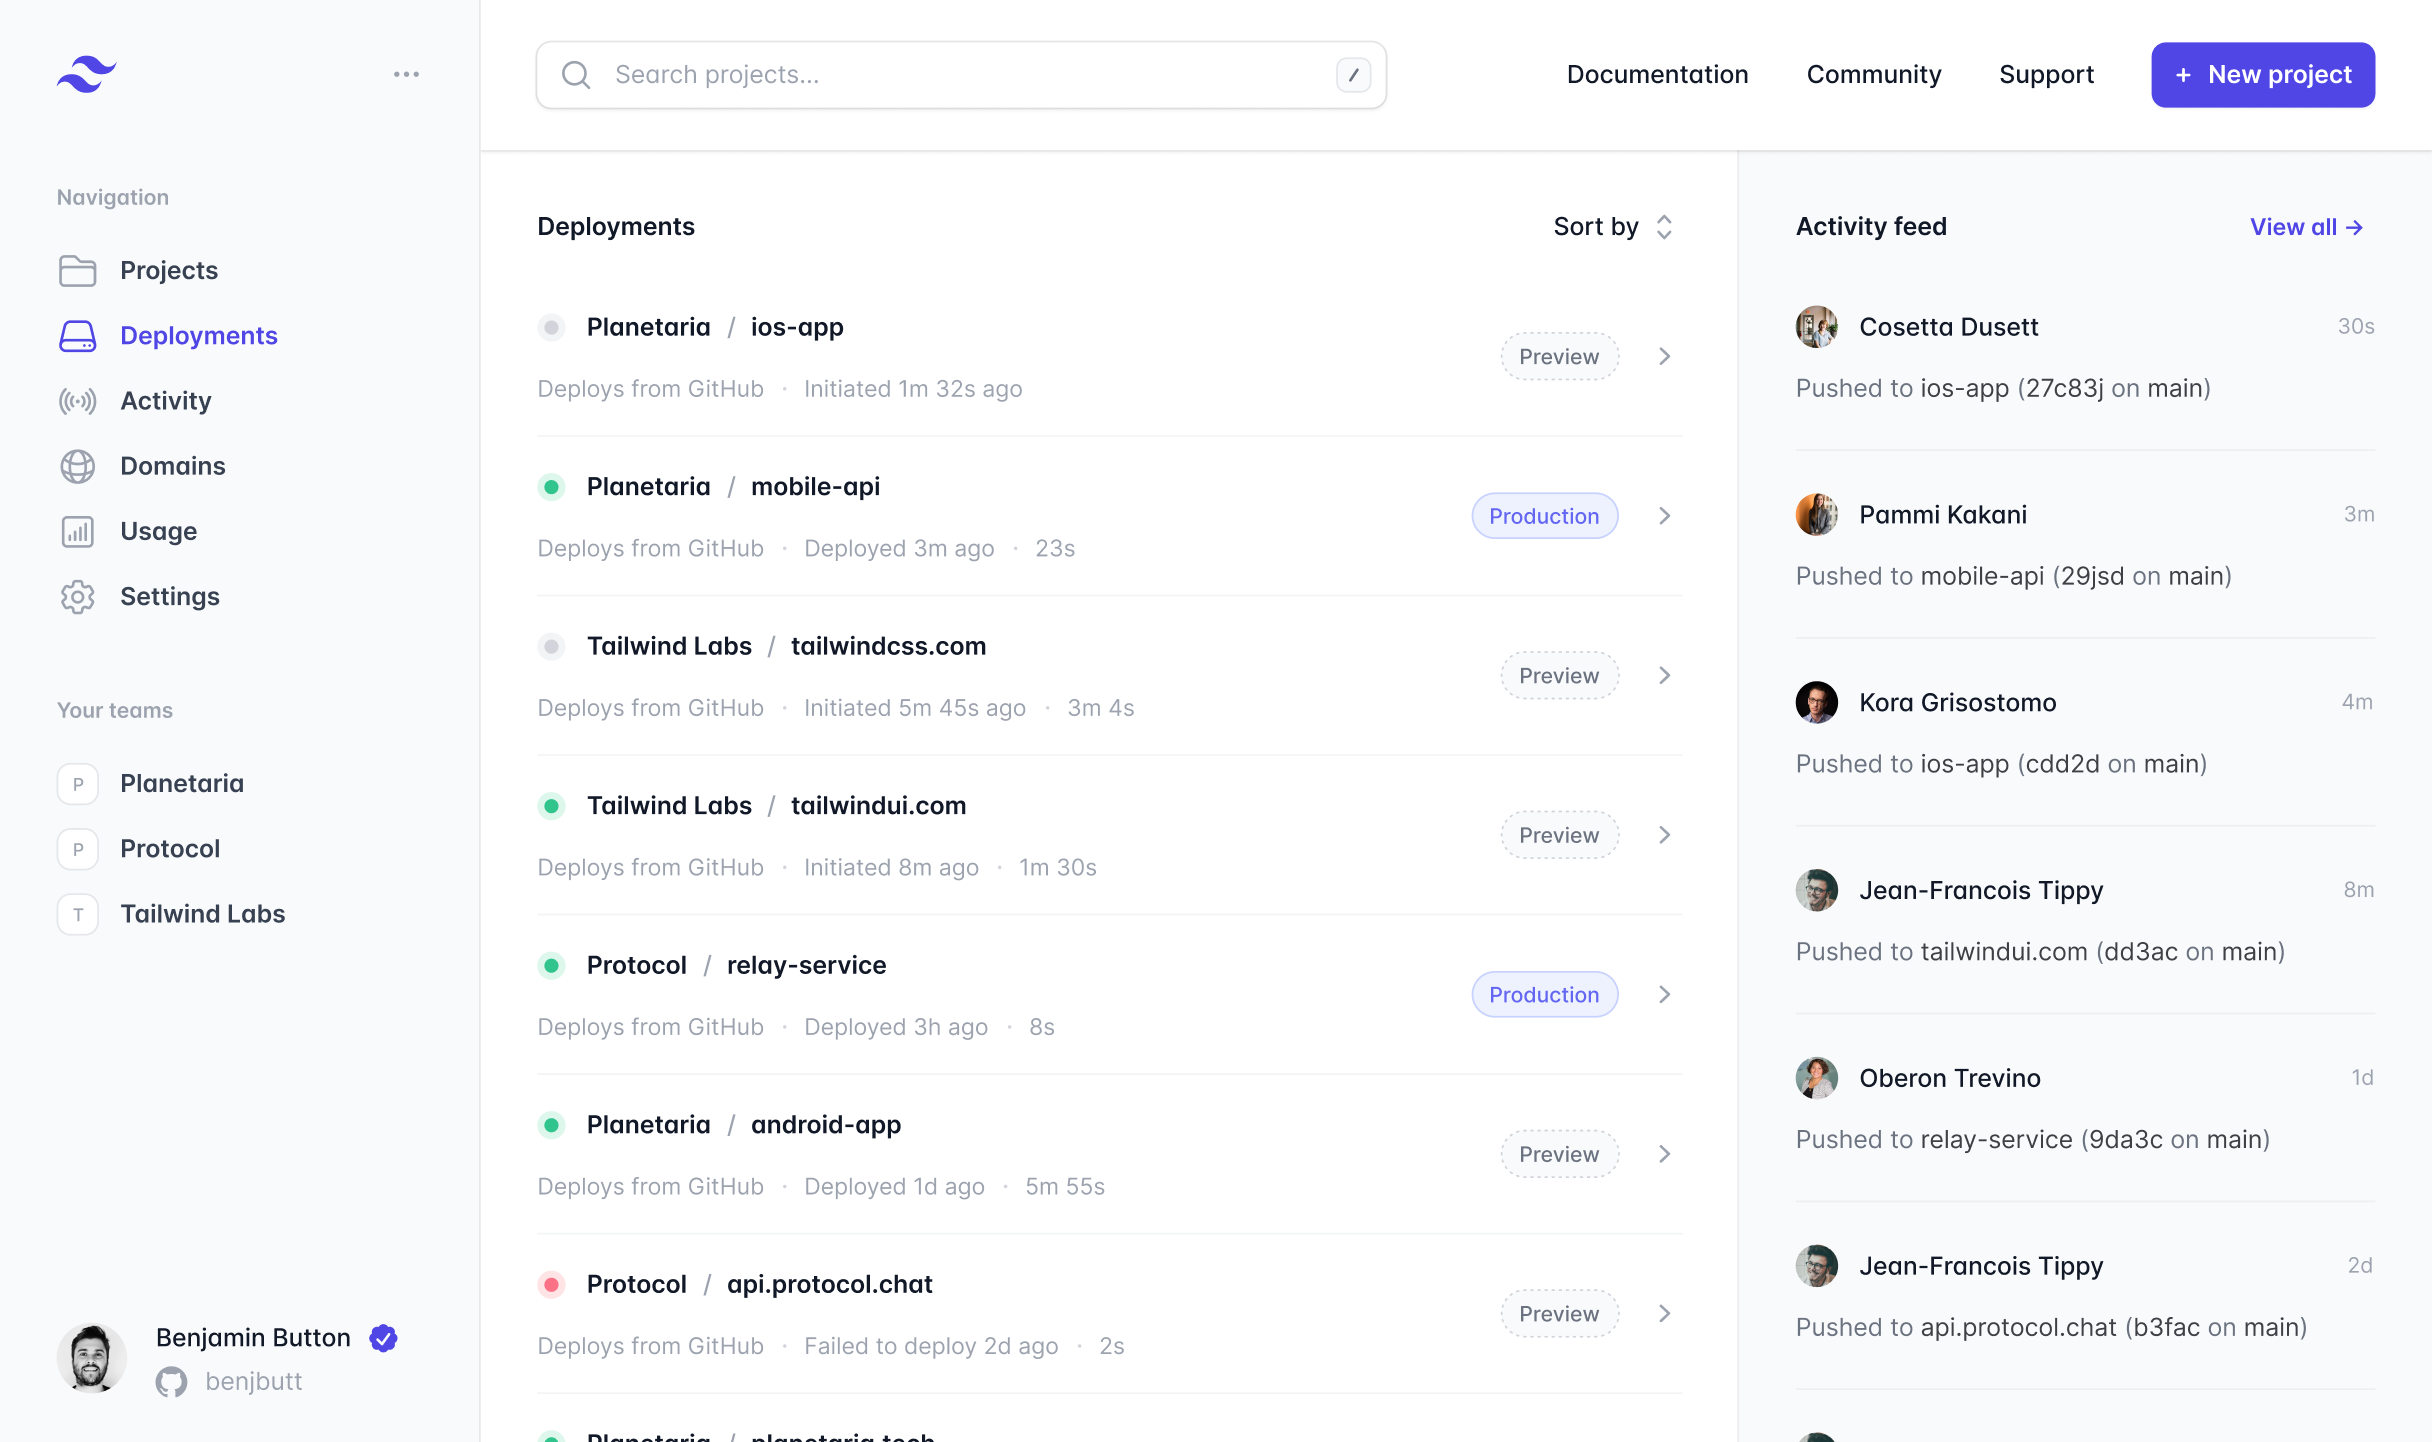 Search projects...
/
Documentation
Community
Support
+ New project
Navigation
Projects
Deployments
Activity
Domains
Usage
Settings
Your teams
P Planetaria
P Protocol
T Tailwind Labs
Benjamin Button
benjbutt
Deployments
Sort by
Planetaria / ios-app
Deploys from GitHub · Initiated 1m 32s ago
Preview
Planetaria / mobile-api
Deploys from GitHub · Deployed 3m ago · 23s
Production
Tailwind Labs / tailwindcss.com
Deploys from GitHub · Initiated 5m 45s ago · 3m 4s
Preview
Tailwind Labs / tailwindui.com
Deploys from GitHub · Initiated 8m ago · 1m 30s
Preview
Protocol / relay-service
Deploys from GitHub · Deployed 3h ago · 8s
Production
Planetaria / android-app
Deploys from GitHub · Deployed 1d ago · 5m 55s
Preview
Protocol / api.protocol.chat
Deploys from GitHub · Failed to deploy 2d ago · 2s
Preview
Planetaria / planetaria.tech
Activity feed
View all →
Cosetta Dusett 30s
Pushed to ios-app (27c83j on main)
Pammi Kakani 3m
Pushed to mobile-api (29jsd on main)
Kora Grisostomo 4m
Pushed to ios-app (cdd2d on main)
Jean-Francois Tippy 8m
Pushed to tailwindui.com (dd3ac on main)
Oberon Trevino 1d
Pushed to relay-service (9da3c on main)
Jean-Francois Tippy 2d
Pushed to api.protocol.chat (b3fac on main)